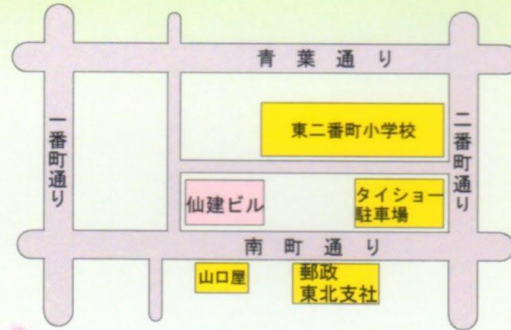 青葉通り
一番町通り
東二番町小学校
二番町通り
仙建ビル
タイショー
駐車場
南町通り
山口屋
郵政
東北支社